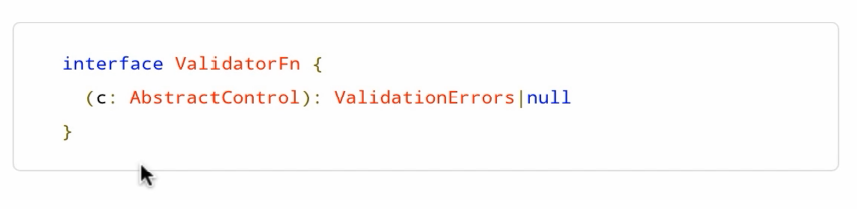 interface ValidatorFn {
(c: AbstractControl): ValidationErrors|null
}